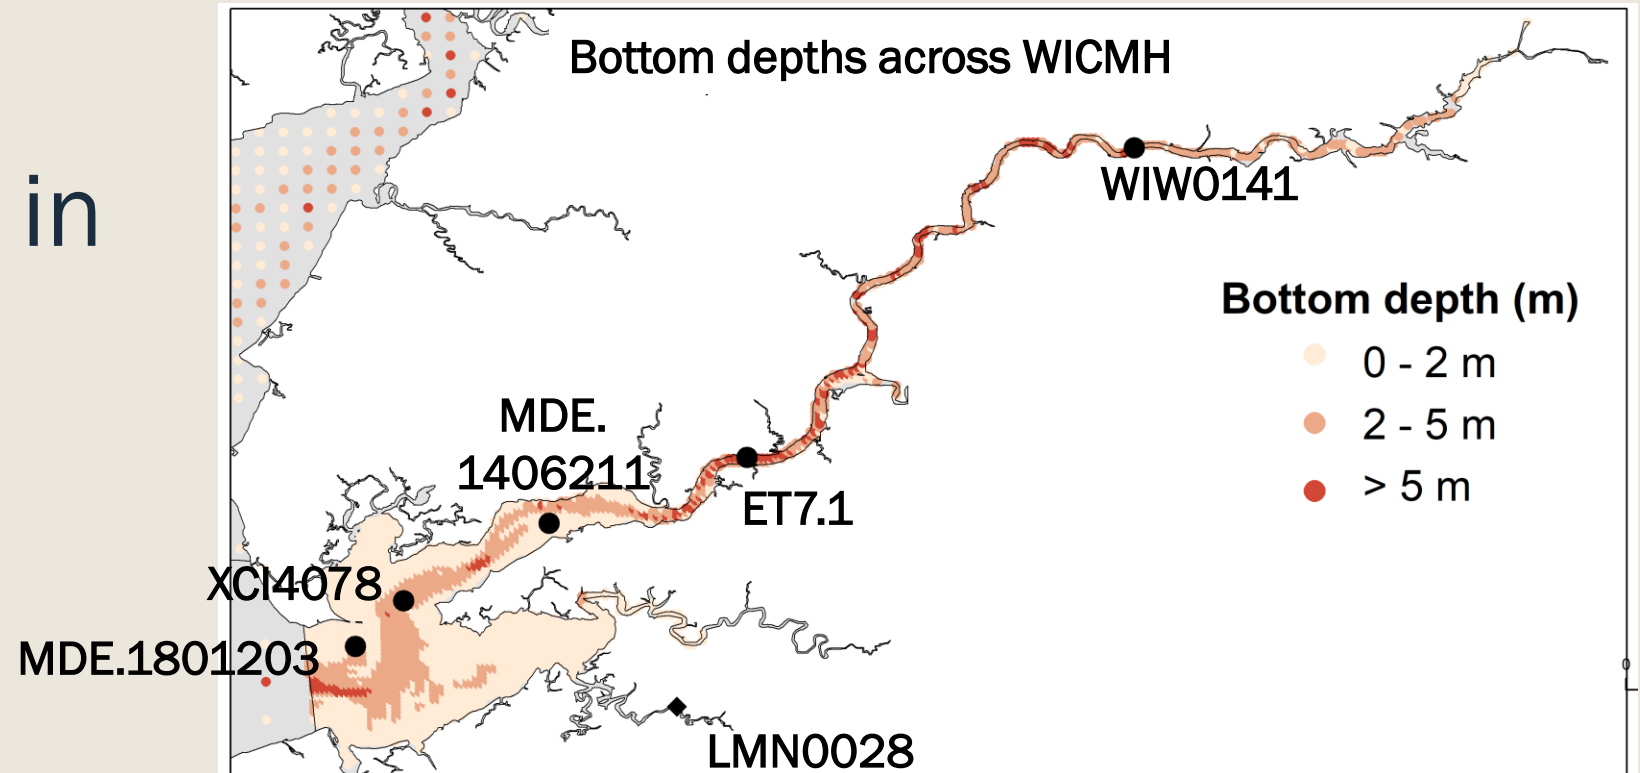 Bottom depths across WICMH
in
WIW0141
Bottom depth (m)
0 - 2 m
2 - 5 m
> 5 m
MDE.
1406211
ET7.1
XCI4078
MDE.1801203
LMN0028
0